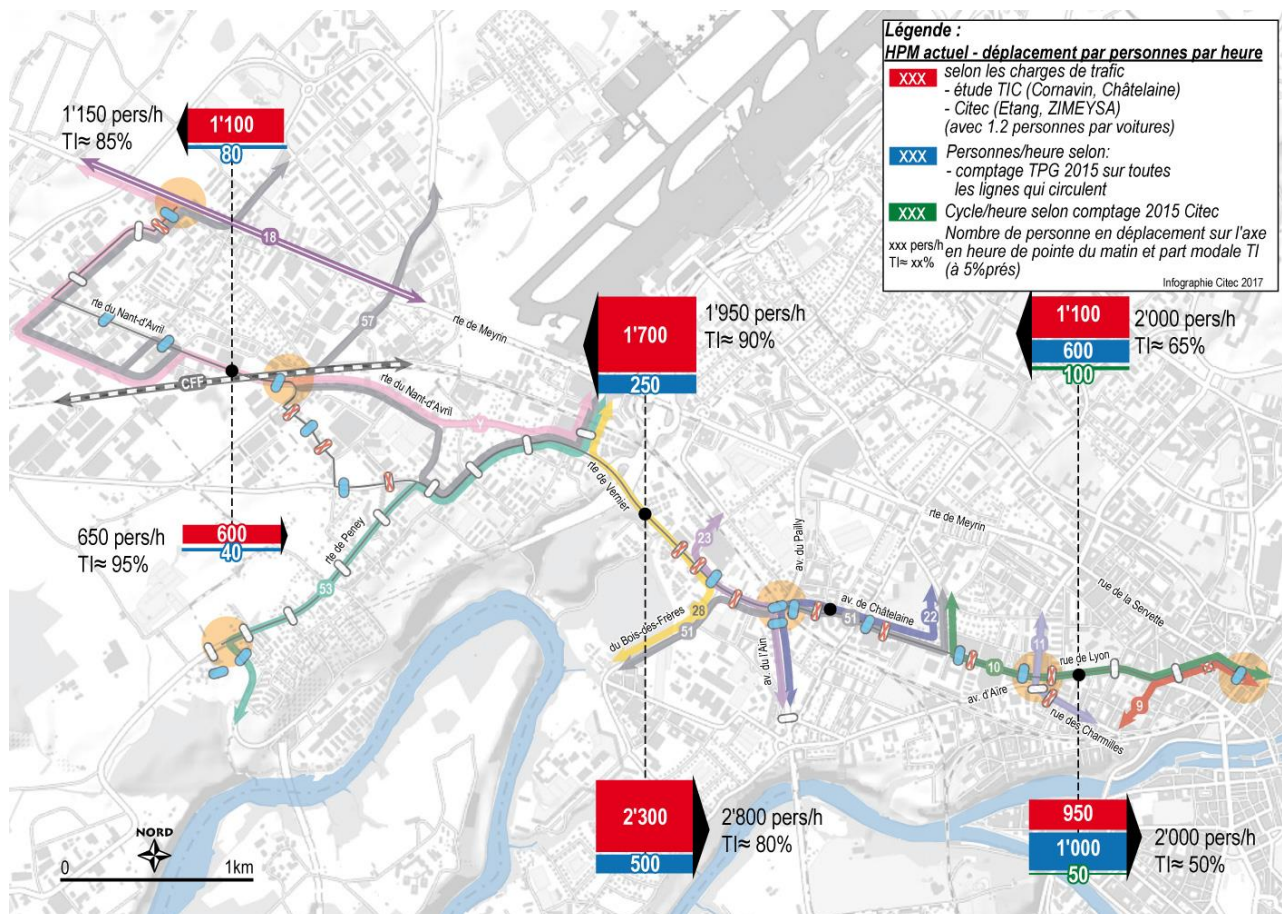 Légende :
HPM actuel - déplacement par personnes par heure
XXX
selon les charges de trafic
- étude TIC (Cornavin, Châtelaine)
- Citec (Etang, ZIMEYSA)
(avec 1.2 personnes par voitures)
XXX
Personnes/heure selon:
- comptage TPG 2015 sur toutes
les lignes qui circulent
XXX
Cycle/heure selon comptage 2015 Citec
xxx pers/h
TI≈ xx%
Nombre de personne en déplacement sur l'axe
en heure de pointe du matin et part modale TI
(à 5%prés)
Infographie Citec 2017
1'150 pers/h
TI≈ 85%
1'100
80
18
rte du Nant-d'Avril
57
rte de Meyrin
CFF
rte du Nant-d'Avril
Y
1'700
250
1'950 pers/h
TI≈ 90%
1'100
600
100
2'000 pers/h
TI≈ 65%
650 pers/h
TI≈ 95%
600
40
rte de Peney
53
rte de Vernier
23
av. du Pailly
rte de Meyrin
rue de la Servette
du Bois-des-Frères
28
51
av. du l'Ain
av. de Châtelaine
51
22
10
11
rue de Lyon
av. d'Aire
rue des Charmilles
9
2'300
500
2'800 pers/h
TI≈ 80%
950
1'000
50
2'000 pers/h
TI≈ 50%
NORD
0
1km